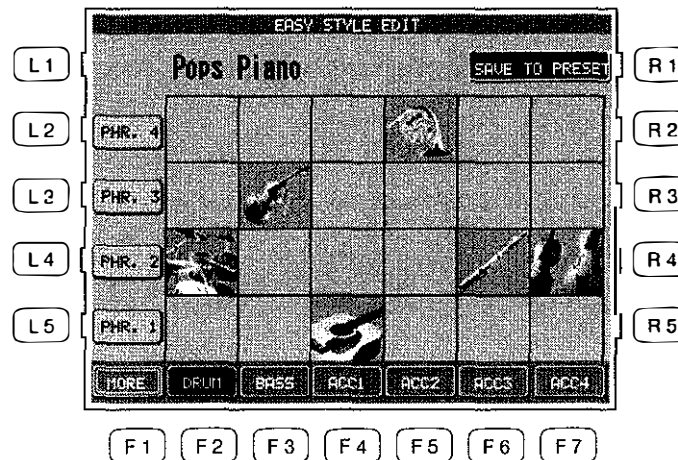 EASY STYLE EDIT
L1 Pops Piano SAVE TO PRESET R1
L2 PHR. 4 R2
L3 PHR. 3 R3
L4 PHR. 2 R4
L5 PHR. 1 R5
MORE DRUM BASS ACC1 ACC2 ACC3 ACC4
F1 F2 F3 F4 F5 F6 F7